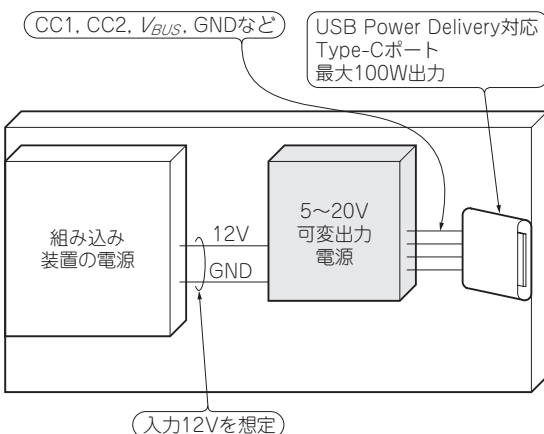 CC1, CC2, VBUS, GNDなど
USB Power Delivery対応
Type-Cポート
最大100W出力
組み込み
装置の電源
12V
GND
5～20V
可変出力
電源
入力12Vを想定